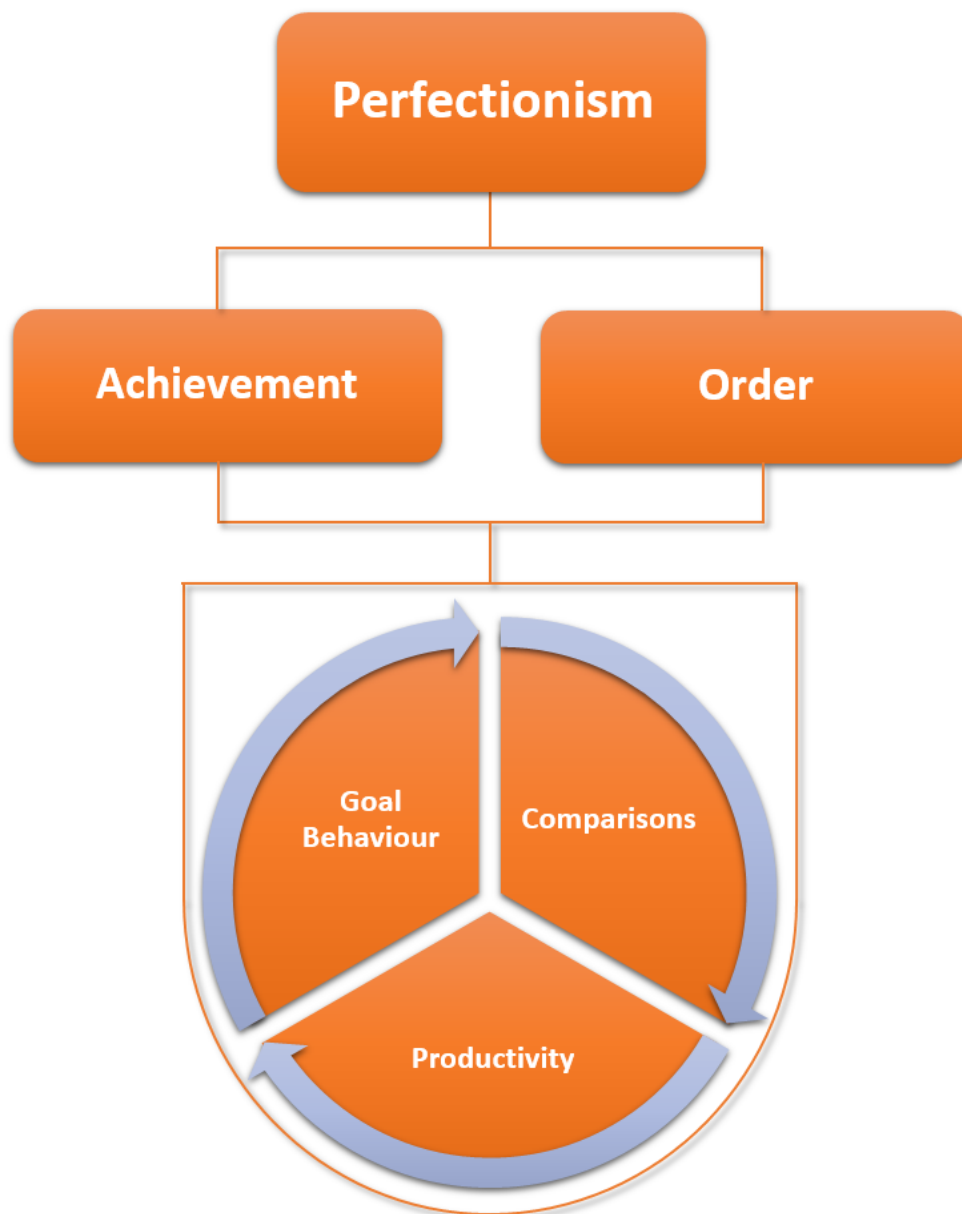 Perfectionism
Achievement
Order
Goal
Behaviour
Comparisons
Productivity